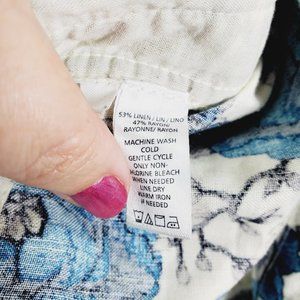 53% LINEN / LIN / LINO
47% RAYON/
RAYONNE/ RAYON
MACHINE WASH
COLD
GENTLE CYCLE
ONLY NON-
CHLORINE BLEACH
WHEN NEEDED
LINE DRY
WARM IRON
IF NEEDED